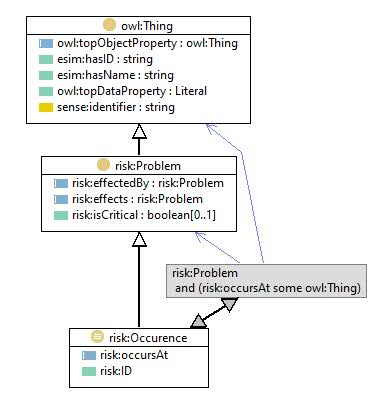 owl:Thing
owl:topObjectProperty : owl:Thing
esim:hasID : string
esim:hasName : string
owl:topDataProperty : Literal
sense:identifier : string
risk:Problem
risk:effectedBy : risk:Problem
risk:effects : risk:Problem
risk:isCritical : boolean[0..1]
risk:Problem
and (risk:occursAt some owl:Thing)
risk:Occurence
risk:occursAt
risk:ID